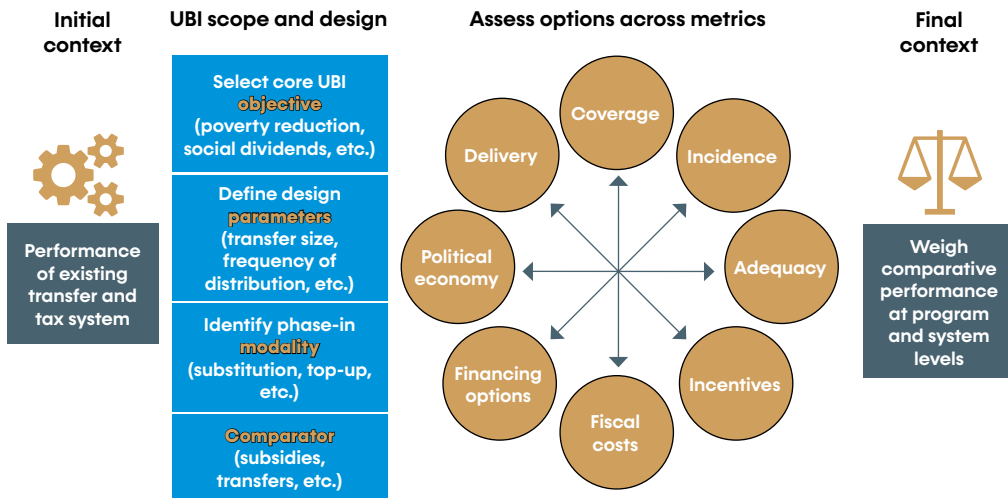 Initial
context
UBI scope and design
Assess options across metrics
Final
context
Performance
of existing
transfer and
tax system
Select core UBI
objective
(poverty reduction,
social dividends, etc.)
Define design
parameters
(transfer size,
frequency of
distribution, etc.)
Identify phase-in
modality
(substitution, top-up,
etc.)
Comparator
(subsidies,
transfers, etc.)
Coverage
Incidence
Adequacy
Incentives
Fiscal
costs
Financing
options
Political
economy
Delivery
Weigh
comparative
performance
at program
and system
levels